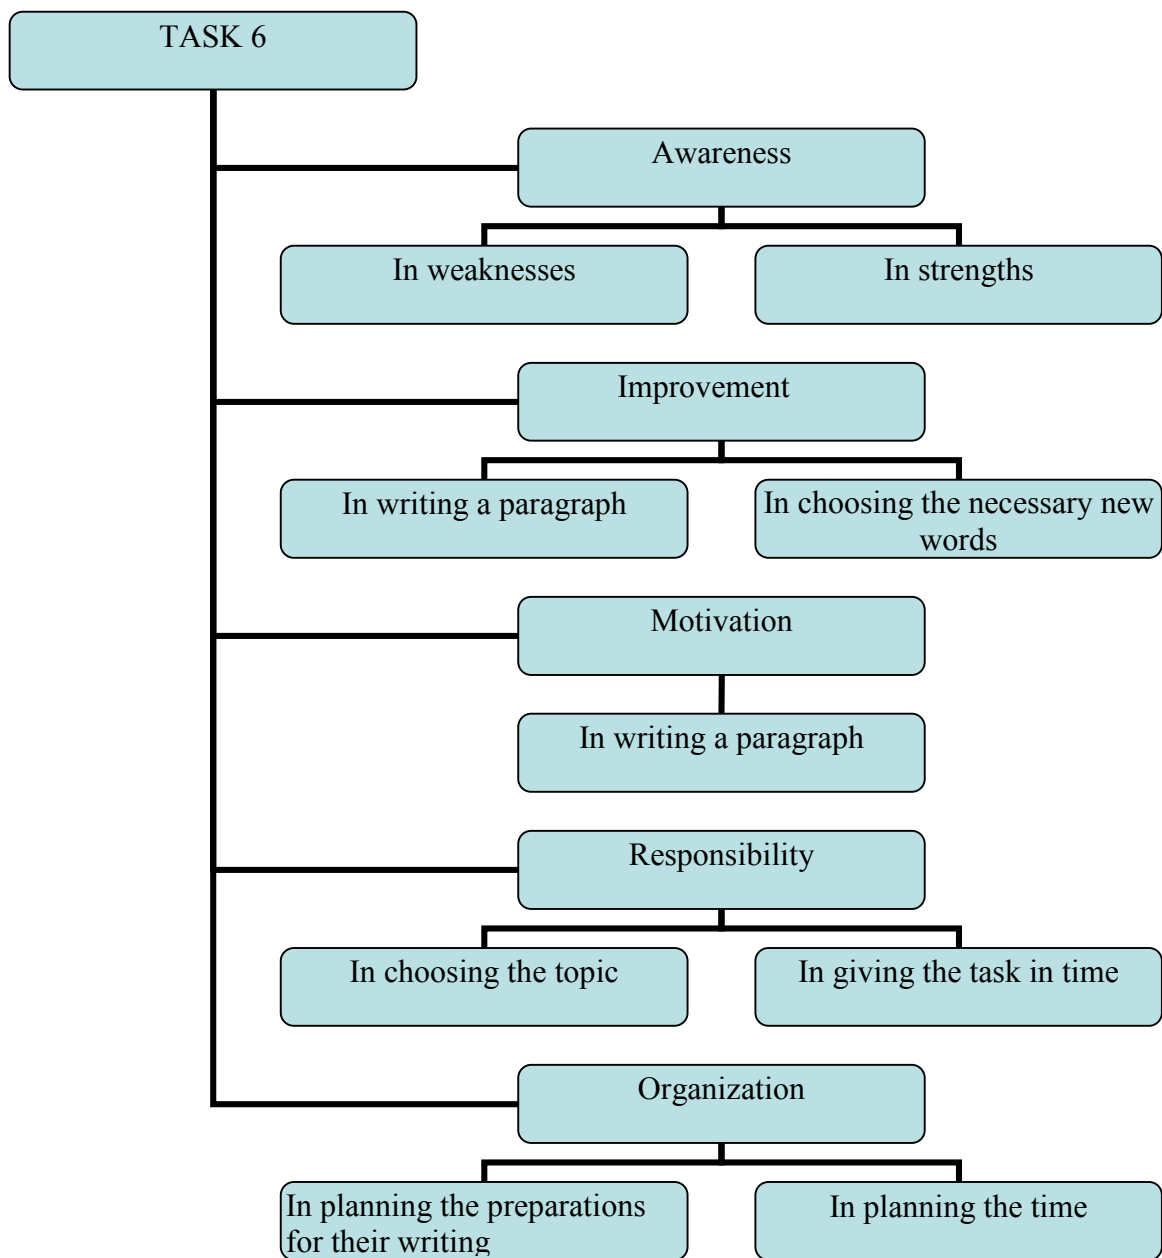 TASK 6
Awareness
In weaknesses
In strengths
Improvement
In writing a paragraph
In choosing the necessary new
words
Motivation
In writing a paragraph
Responsibility
In choosing the topic
In giving the task in time
Organization
In planning the preparations
for their writing
In planning the time